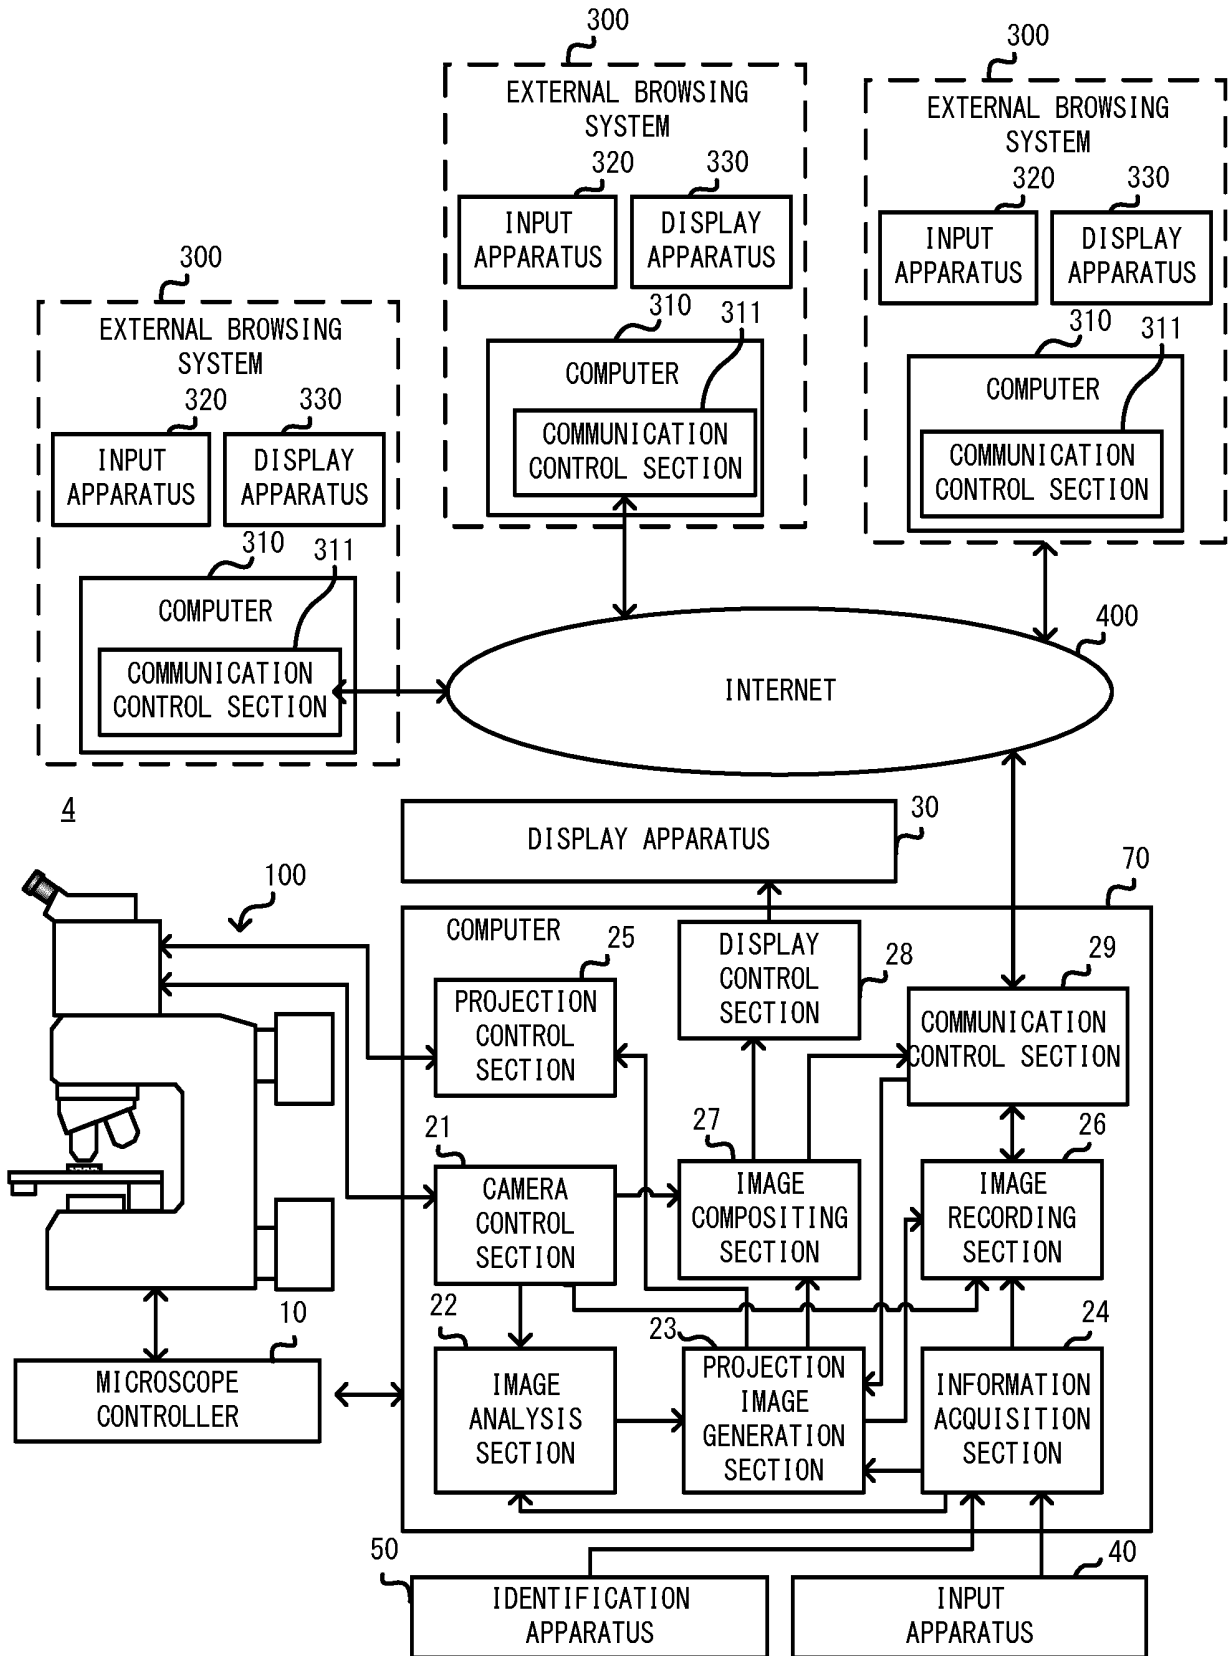 300
EXTERNAL BROWSING
SYSTEM
320
330
INPUT
APPARATUS
DISPLAY
APPARATUS
310
311
COMPUTER
COMMUNICATION
CONTROL SECTION
300
EXTERNAL BROWSING
SYSTEM
320
330
INPUT
APPARATUS
DISPLAY
APPARATUS
310
311
COMPUTER
COMMUNICATION
CONTROL SECTION
300
EXTERNAL BROWSING
SYSTEM
320
330
INPUT
APPARATUS
DISPLAY
APPARATUS
310
311
COMPUTER
COMMUNICATION
CONTROL SECTION
400
INTERNET
4
30
DISPLAY APPARATUS
100
70
COMPUTER
25
PROJECTION
CONTROL
SECTION
DISPLAY
CONTROL
SECTION
28
29
COMMUNICATION
CONTROL SECTION
21
CAMERA
CONTROL
SECTION
27
IMAGE
COMPOSITING
SECTION
26
IMAGE
RECORDING
SECTION
10
MICROSCOPE
CONTROLLER
22
IMAGE
ANALYSIS
SECTION
23
PROJECTION
IMAGE
GENERATION
SECTION
24
INFORMATION
ACQUISITION
SECTION
50
IDENTIFICATION
APPARATUS
40
INPUT
APPARATUS